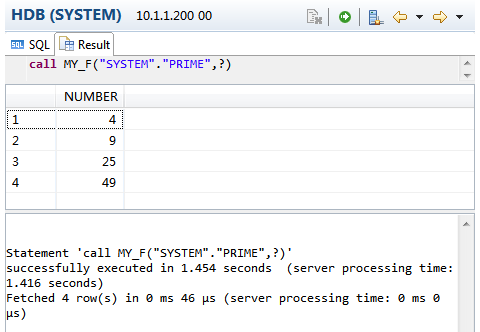 HDB (SYSTEM) 10.1.1.200 00
SQL Result
call MY_F("SYSTEM"."PRIME",?)
NUMBER
1 4
2 9
3 25
4 49
Statement 'call MY_F("SYSTEM"."PRIME",?)'
successfully executed in 1.454 seconds (server processing time:
1.416 seconds)
Fetched 4 row(s) in 0 ms 46 µs (server processing time: 0 ms 0
µs)